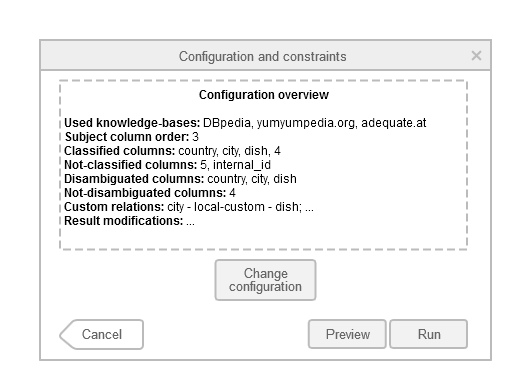 Configuration and constraints ×
Configuration overview
Used knowledge-bases: DBpedia, yumyumpedia.org, adequate.at
Subject column order: 3
Classified columns: country, city, dish, 4
Not-classified columns: 5, internal_id
Disambiguated columns: country, city, dish
Not-disambiguated columns: 4
Custom relations: city - local-custom - dish; ...
Result modifications: ...
Change
configuration
Cancel Preview Run